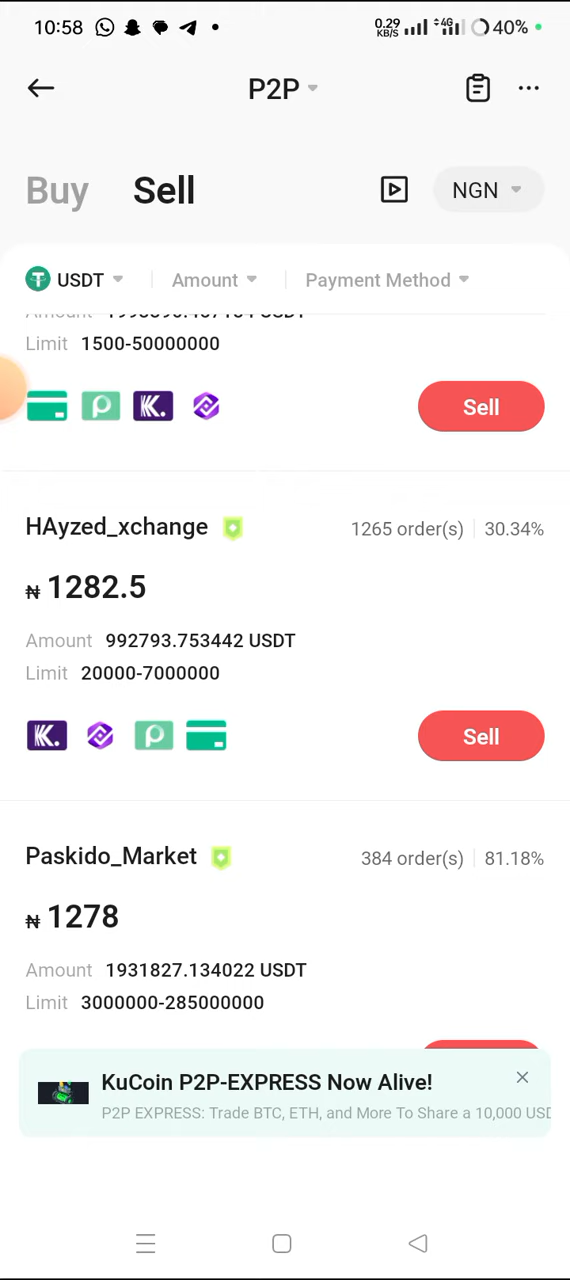 10:58
0.29 KB/S
4G
40%
P2P
Buy Sell NGN
USDT Amount Payment Method
Limit 1500-50000000
K.
Sell
HAyzed_xchange 1265 order(s) 30.34%
₦ 1282.5
Amount 992793.753442 USDT
Limit 20000-7000000
K.
Sell
Paskido_Market 384 order(s) 81.18%
₦ 1278
Amount 1931827.134022 USDT
Limit 3000000-285000000
KuCoin P2P-EXPRESS Now Alive!
P2P EXPRESS: Trade BTC, ETH, and More To Share a 10,000 USD